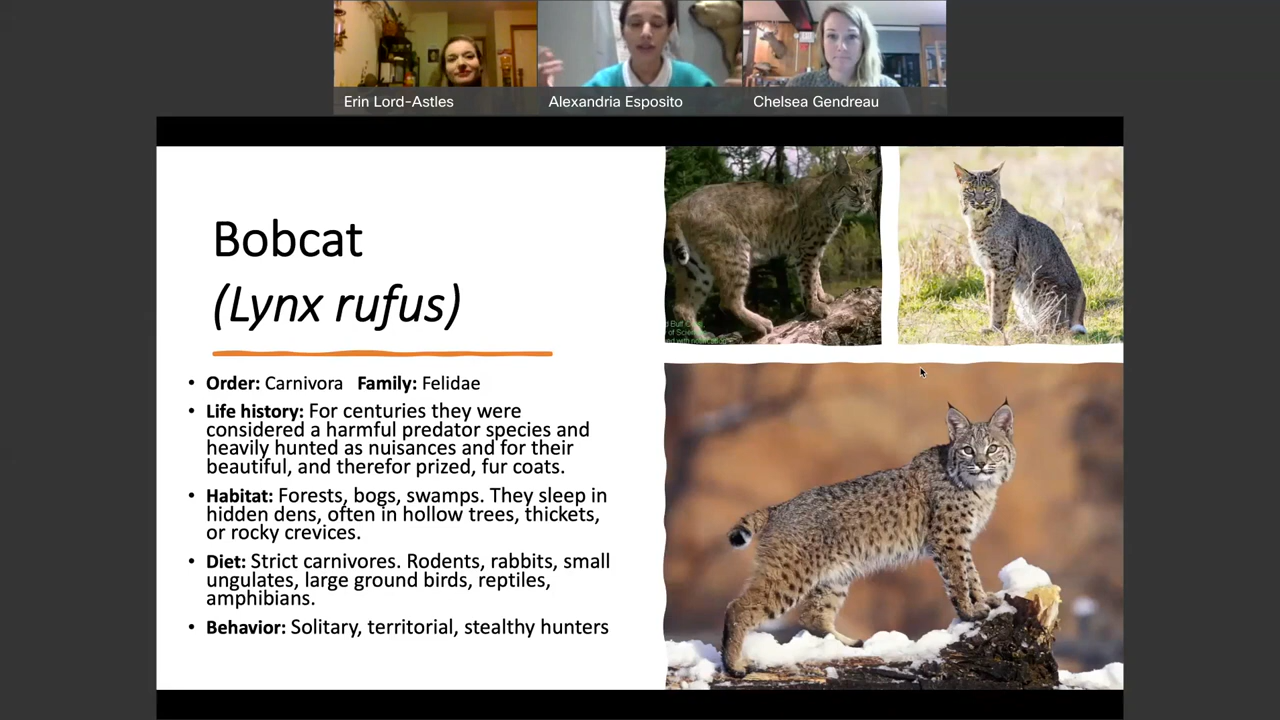 Erin Lord-Astles
Alexandria Esposito
Chelsea Gendreau
Bobcat
(Lynx rufus)
• Order: Carnivora Family: Felidae
• Life history: For centuries they were
considered a harmful predator species and
heavily hunted as nuisances and for their
beautiful, and therefor prized, fur coats.
• Habitat: Forests, bogs, swamps. They sleep in
hidden dens, often in hollow trees, thickets,
or rocky crevices.
• Diet: Strict carnivores. Rodents, rabbits, small
ungulates, large ground birds, reptiles,
amphibians.
• Behavior: Solitary, territorial, stealthy hunters